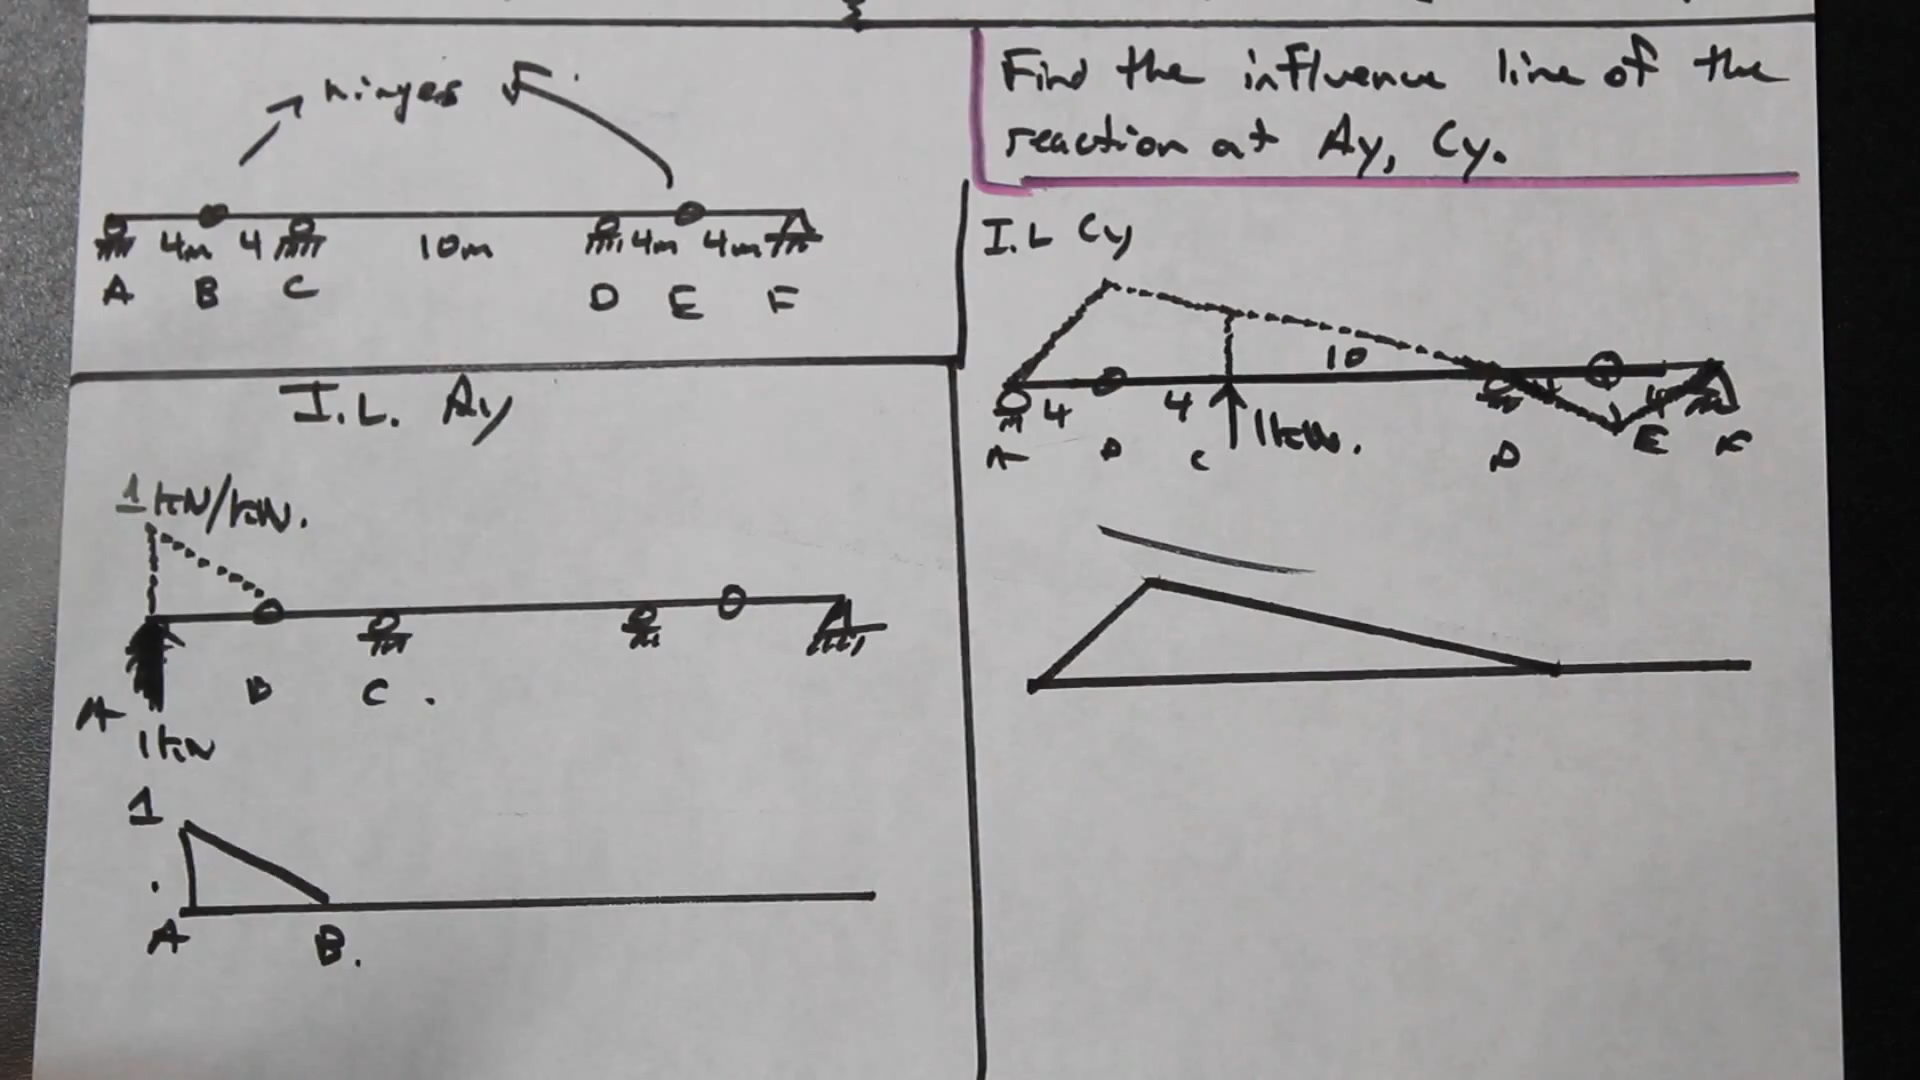 hinges
4m 4 10m 4m 4m
A B C D E F
Find the influence line of the
reaction at Ay, Cy.
I.L. Ay
1 kN/kN.
A B C .
1kN
1
A B.
I.L Cy
10
4 4 1kN. 4
A B C D E F